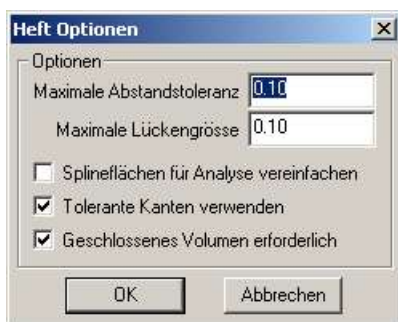 Heft Optionen
Optionen
Maximale Abstandstoleranz 0.10
Maximale Lückengrösse 0.10
Splineflächen für Analyse vereinfachen
Tolerante Kanten verwenden
Geschlossenes Volumen erforderlich
OK Abbrechen